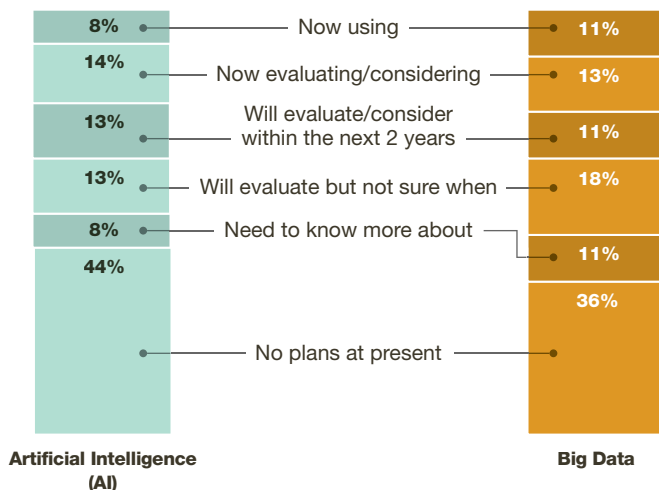 8% Now using 11%
14% Now evaluating/considering 13%
13% Will evaluate/consider 11%
within the next 2 years
13% Will evaluate but not sure when 18%
8% Need to know more about 11%
44% 36%
No plans at present
Artificial Intelligence Big Data
(AI)